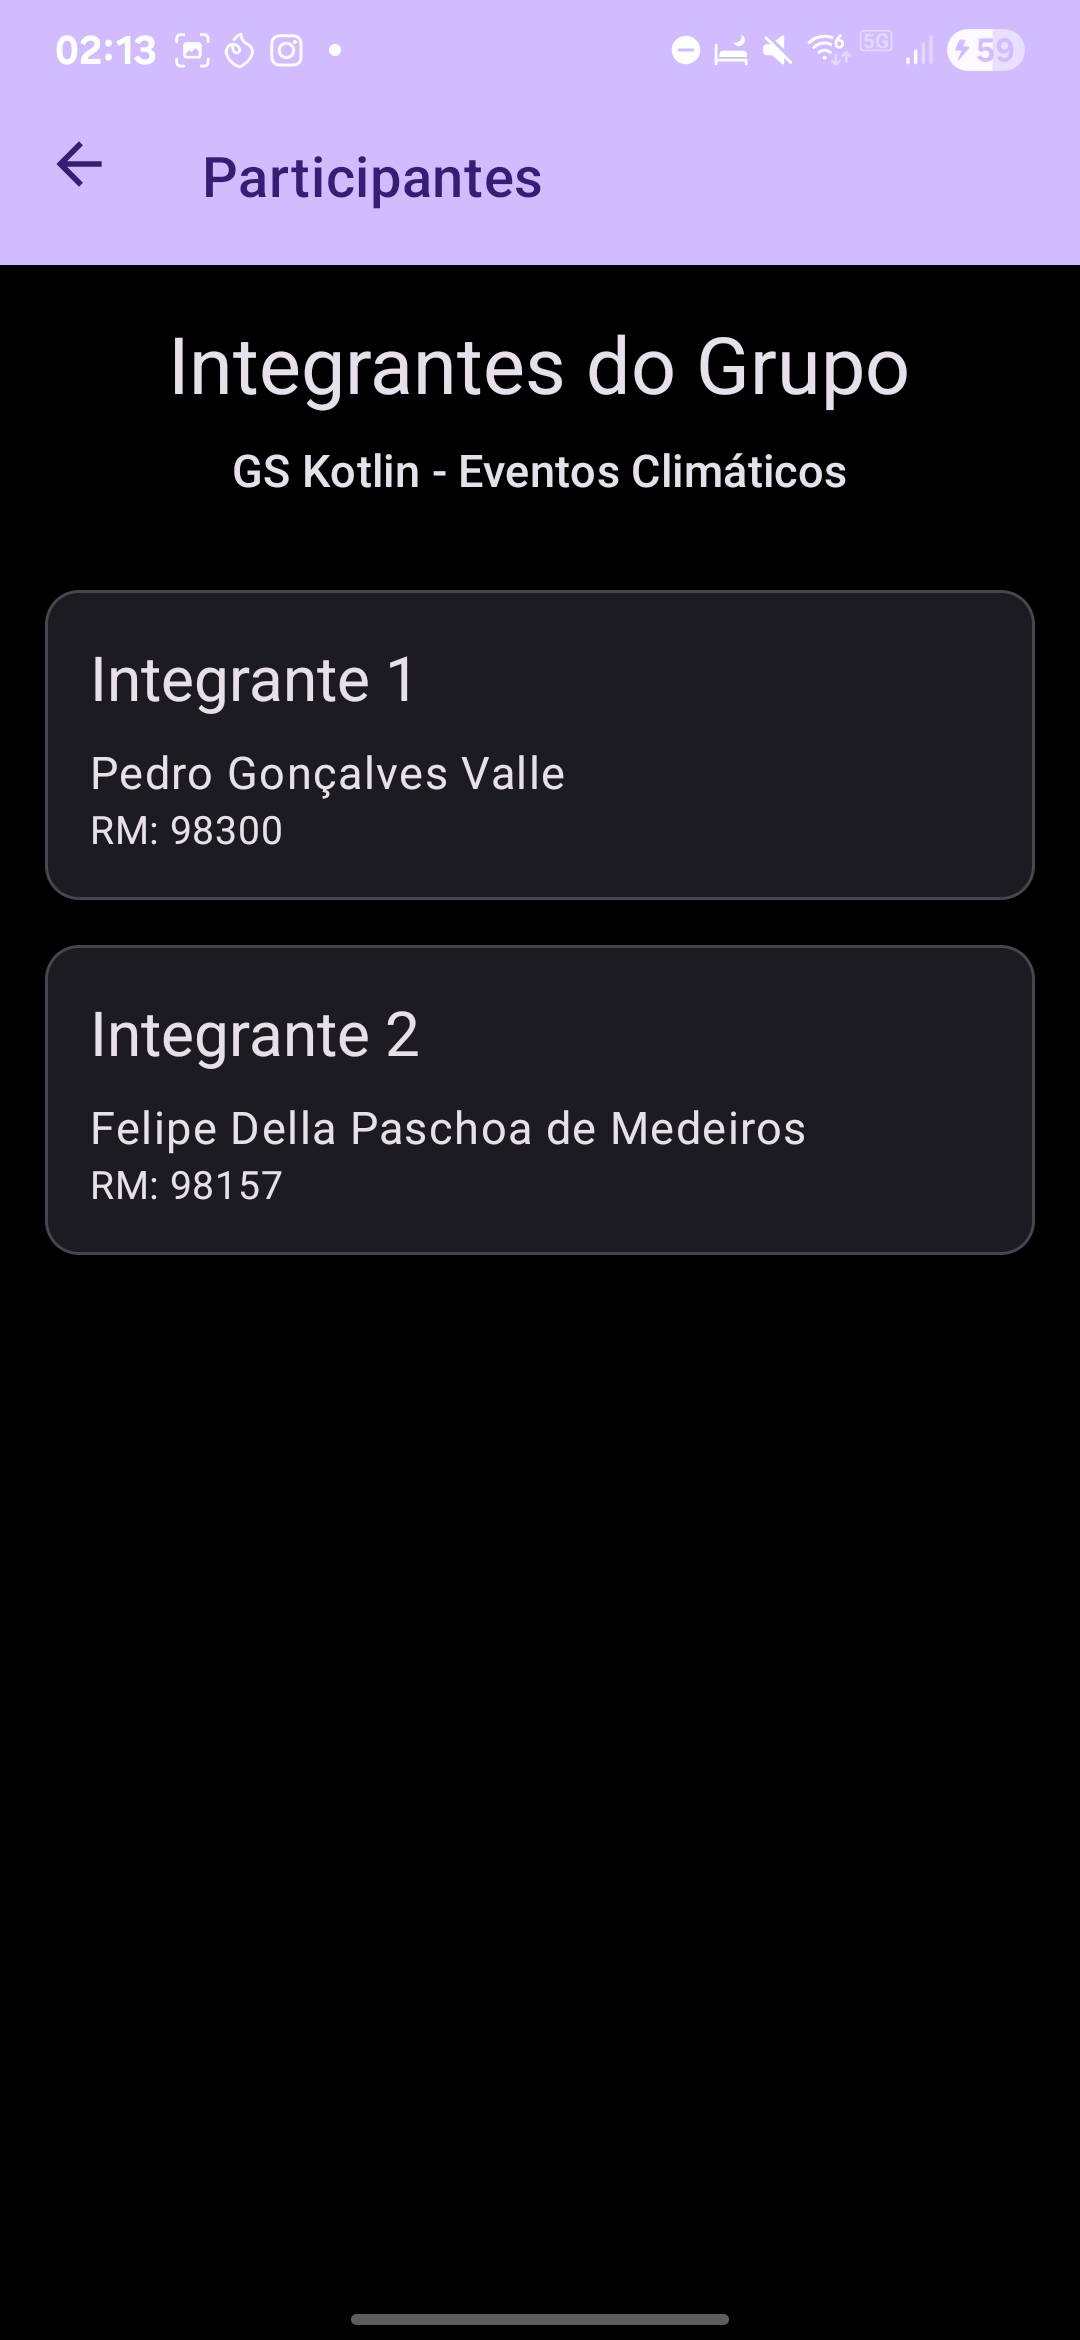 02:13
6 5G 59
Participantes
Integrantes do Grupo
GS Kotlin - Eventos Climáticos
Integrante 1
Pedro Gonçalves Valle
RM: 98300
Integrante 2
Felipe Della Paschoa de Medeiros
RM: 98157